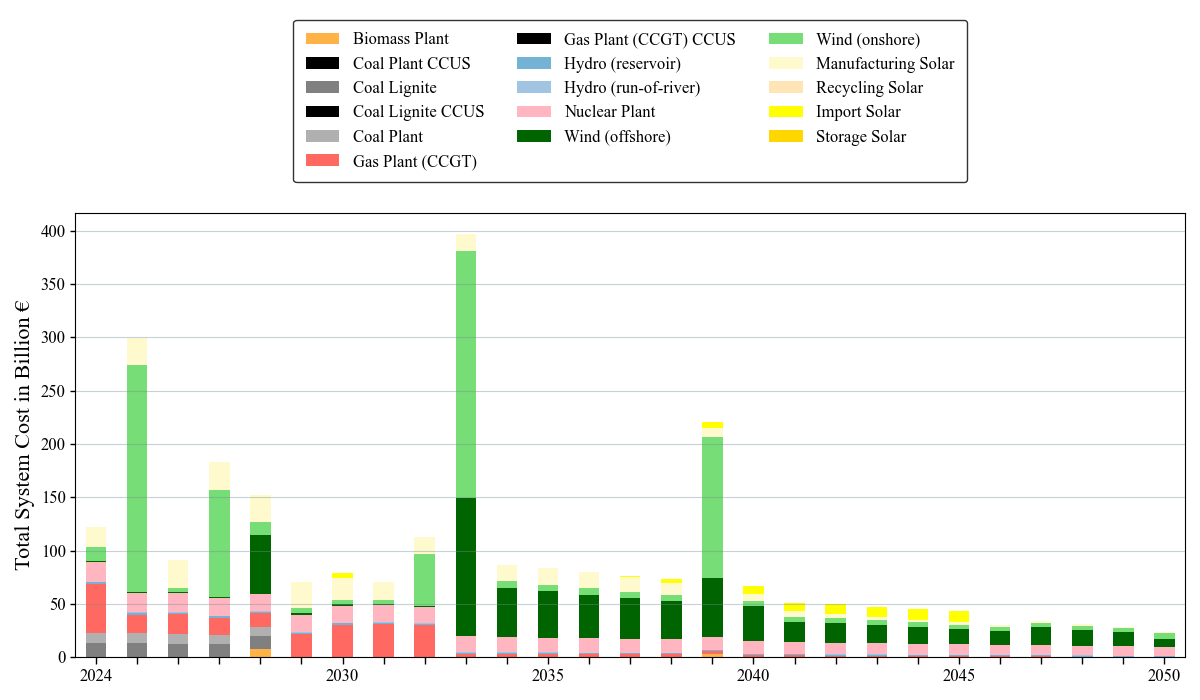 Biomass Plant
Coal Plant CCUS
Coal Lignite
Coal Lignite CCUS
Coal Plant
Gas Plant (CCGT)
Gas Plant (CCGT) CCUS
Hydro (reservoir)
Hydro (run-of-river)
Nuclear Plant
Wind (offshore)
Wind (onshore)
Manufacturing Solar
Recycling Solar
Import Solar
Storage Solar
Total System Cost in Billion €
400
350
300
250
200
150
100
50
0
2024
2030
2035
2040
2045
2050